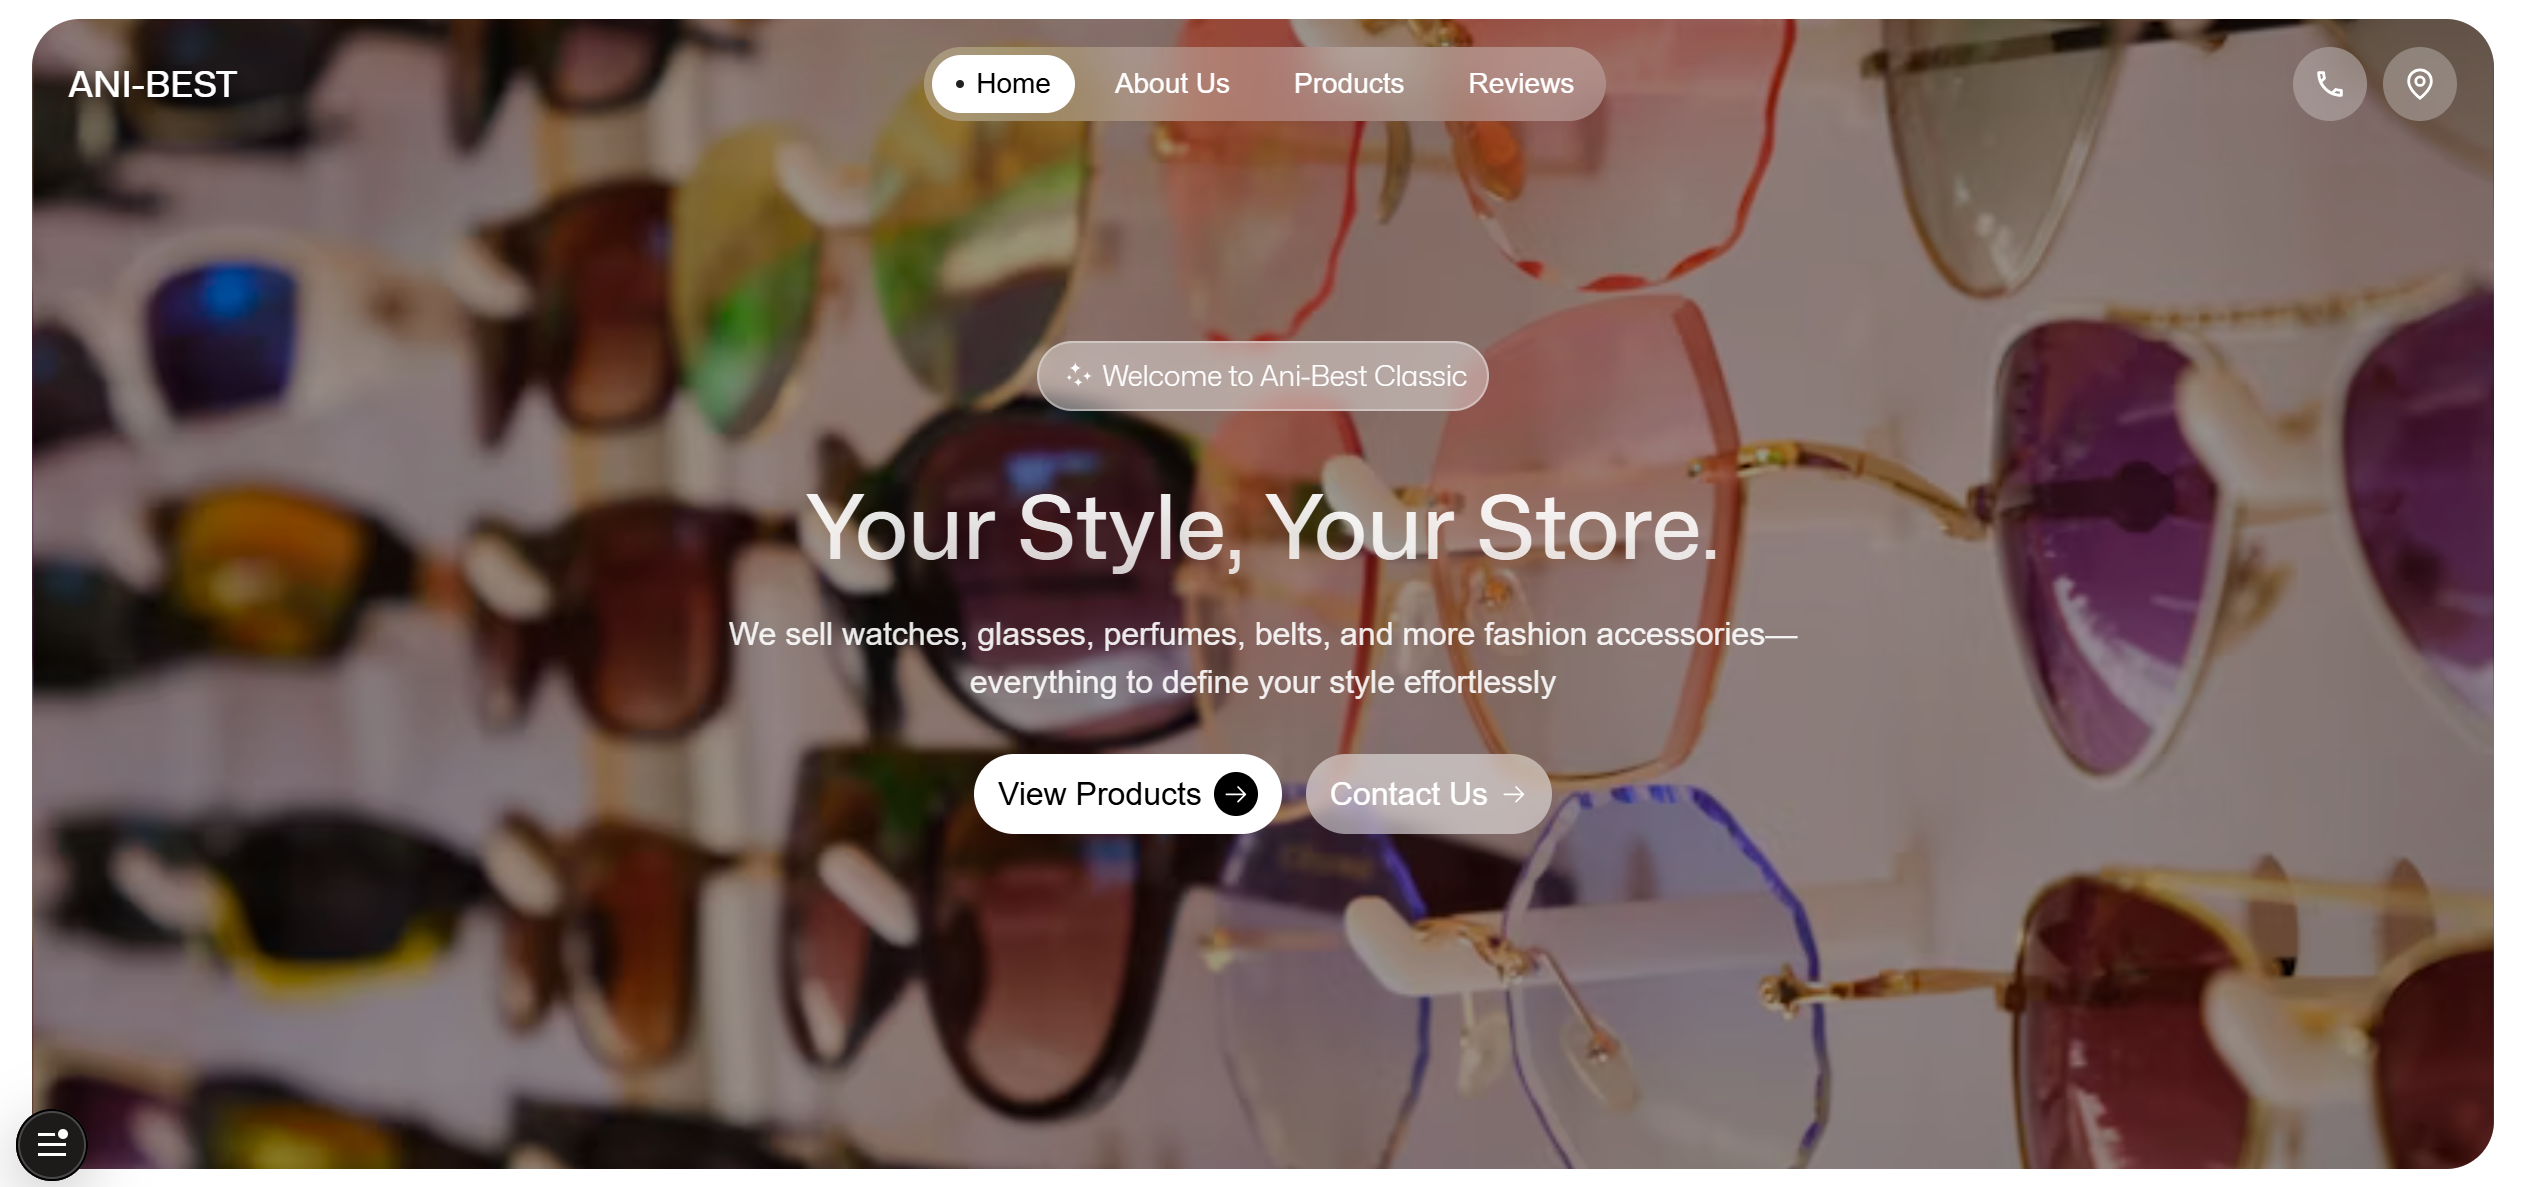 ANI-BEST
Home
About Us
Products
Reviews
Welcome to Ani-Best Classic
Your Style, Your Store.
We sell watches, glasses, perfumes, belts, and more fashion accessories—
everything to define your style effortlessly
View Products
Contact Us